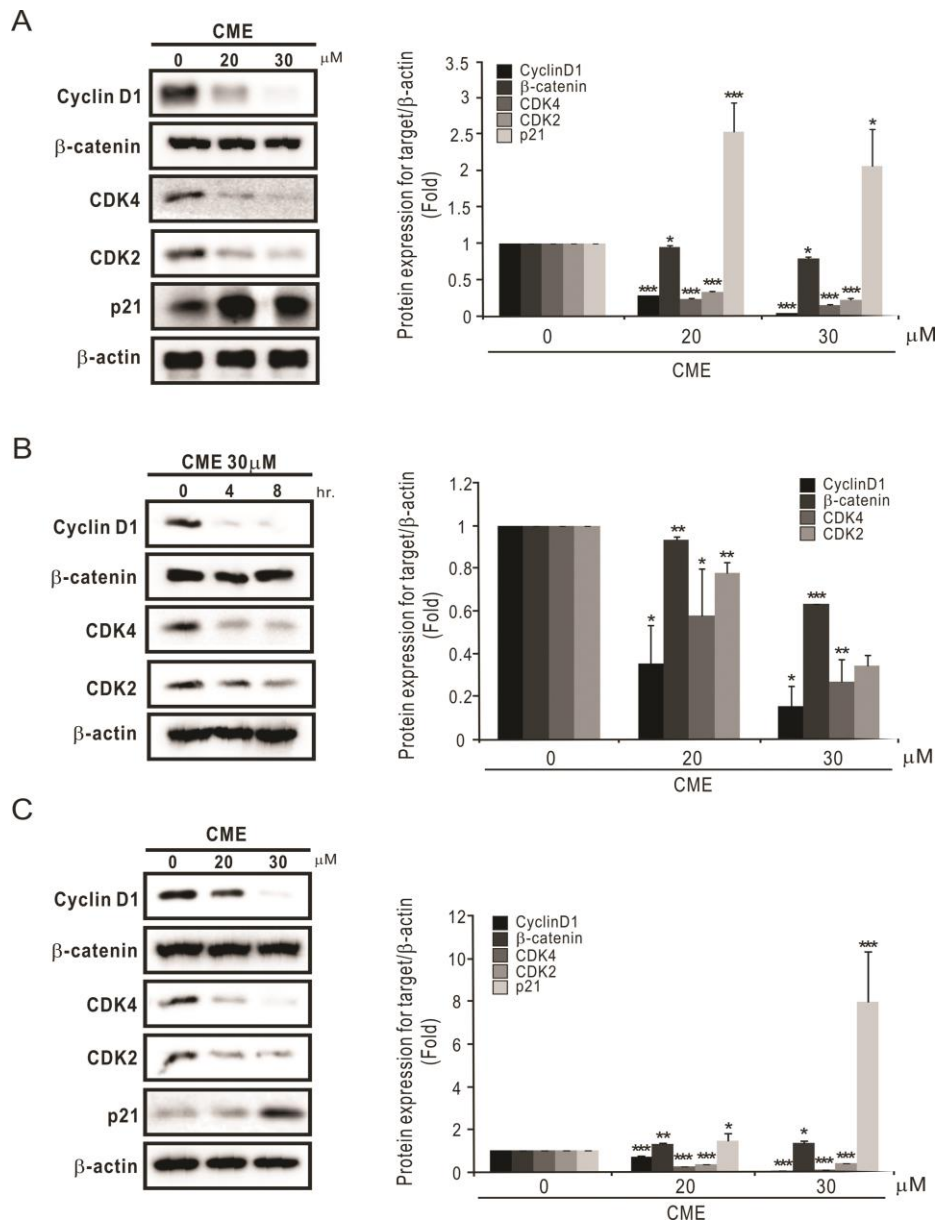 A
CME
0 20 30 μM
Cyclin D1
β-catenin
CDK4
CDK2
p21
β-actin
Protein expression for target/β-actin
(Fold)
3.5
3
2.5
2
1.5
1
0.5
0
CyclinD1
β-catenin
CDK4
CDK2
p21
*** * *** *** ***
*** * *** *** *
0 20 30 μM
CME
B
CME 30μM
0 4 8 hr.
Cyclin D1
β-catenin
CDK4
CDK2
β-actin
Protein expression for target/β-actin
(Fold)
1.2
1
0.8
0.6
0.4
0.2
0
CyclinD1
β-catenin
CDK4
CDK2
* ** * **
* *** **
0 20 30 μM
CME
C
CME
0 20 30 μM
Cyclin D1
β-catenin
CDK4
CDK2
p21
β-actin
Protein expression for target/β-actin
(Fold)
12
10
8
6
4
2
0
CyclinD1
β-catenin
CDK4
CDK2
p21
*** ** *** *** *
*** * *** *** ***
0 20 30 μM
CME